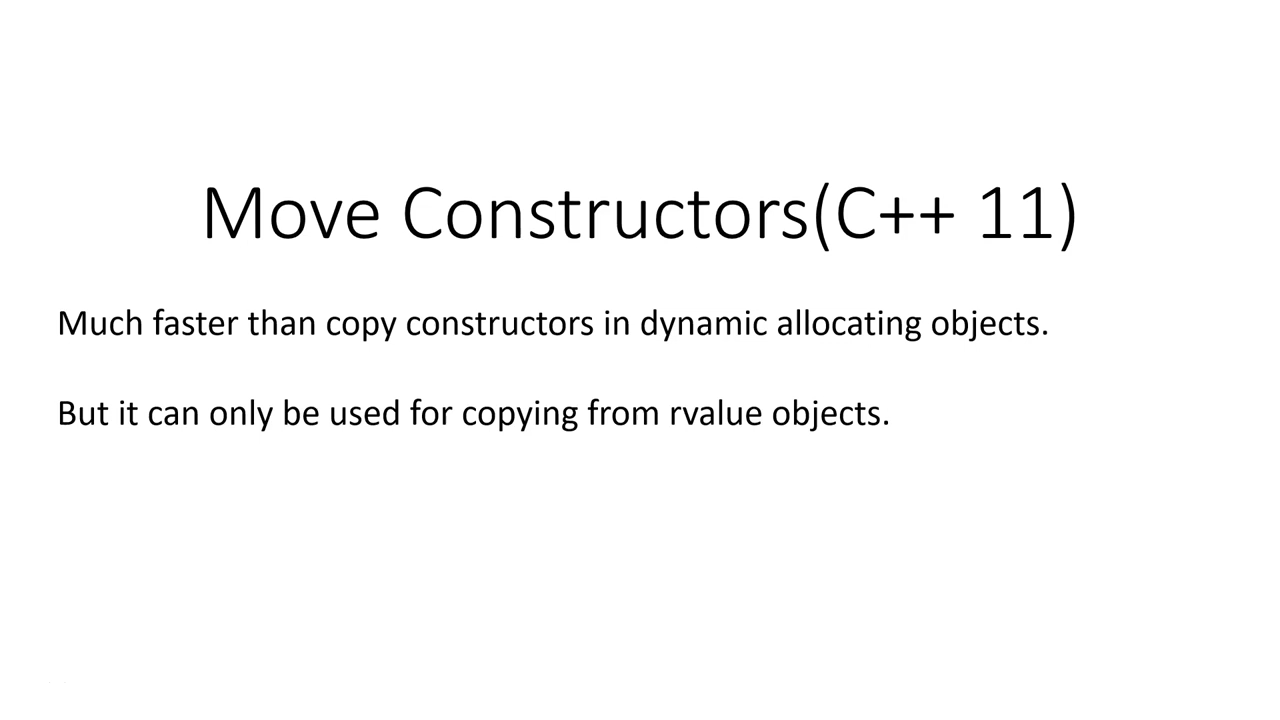 Move Constructors(C++ 11)
Much faster than copy constructors in dynamic allocating objects.
But it can only be used for copying from rvalue objects.